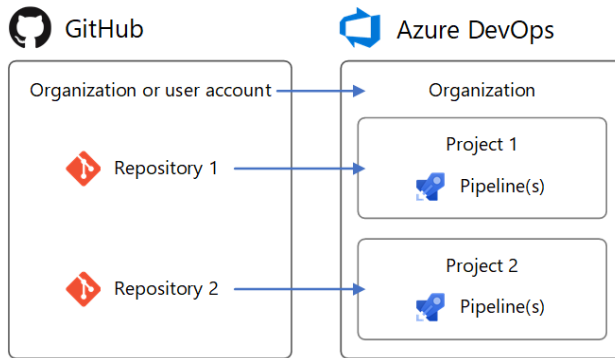 GitHub
Azure DevOps
Organization or user account
Organization
Project 1
Repository 1
Pipeline(s)
Project 2
Repository 2
Pipeline(s)